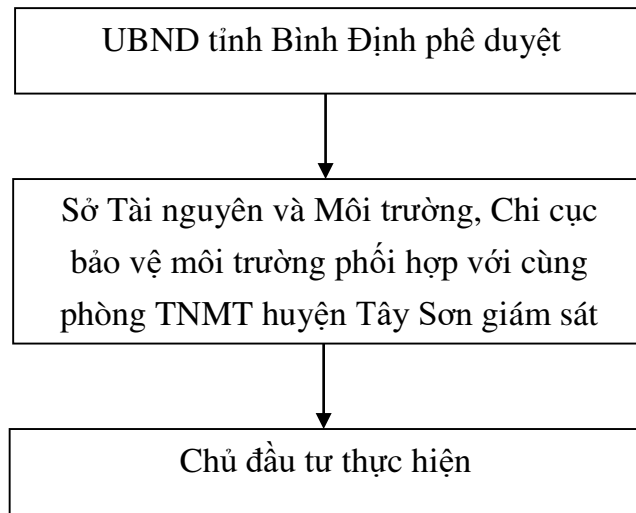 UBND tỉnh Bình Định phê duyệt
Sở Tài nguyên và Môi trường, Chi cục
bảo vệ môi trường phối hợp với cùng
phòng TNMT huyện Tây Sơn giám sát
Chủ đầu tư thực hiện